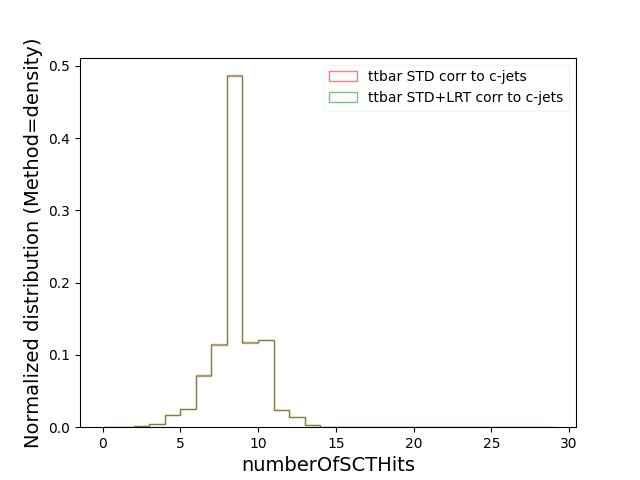 ttbar STD corr to c-jets
ttbar STD+LRT corr to c-jets
Normalized distribution (Method=density)
0.5
0.4
0.3
0.2
0.1
0.0
0 5 10 15 20 25 30
numberOfSCTHits